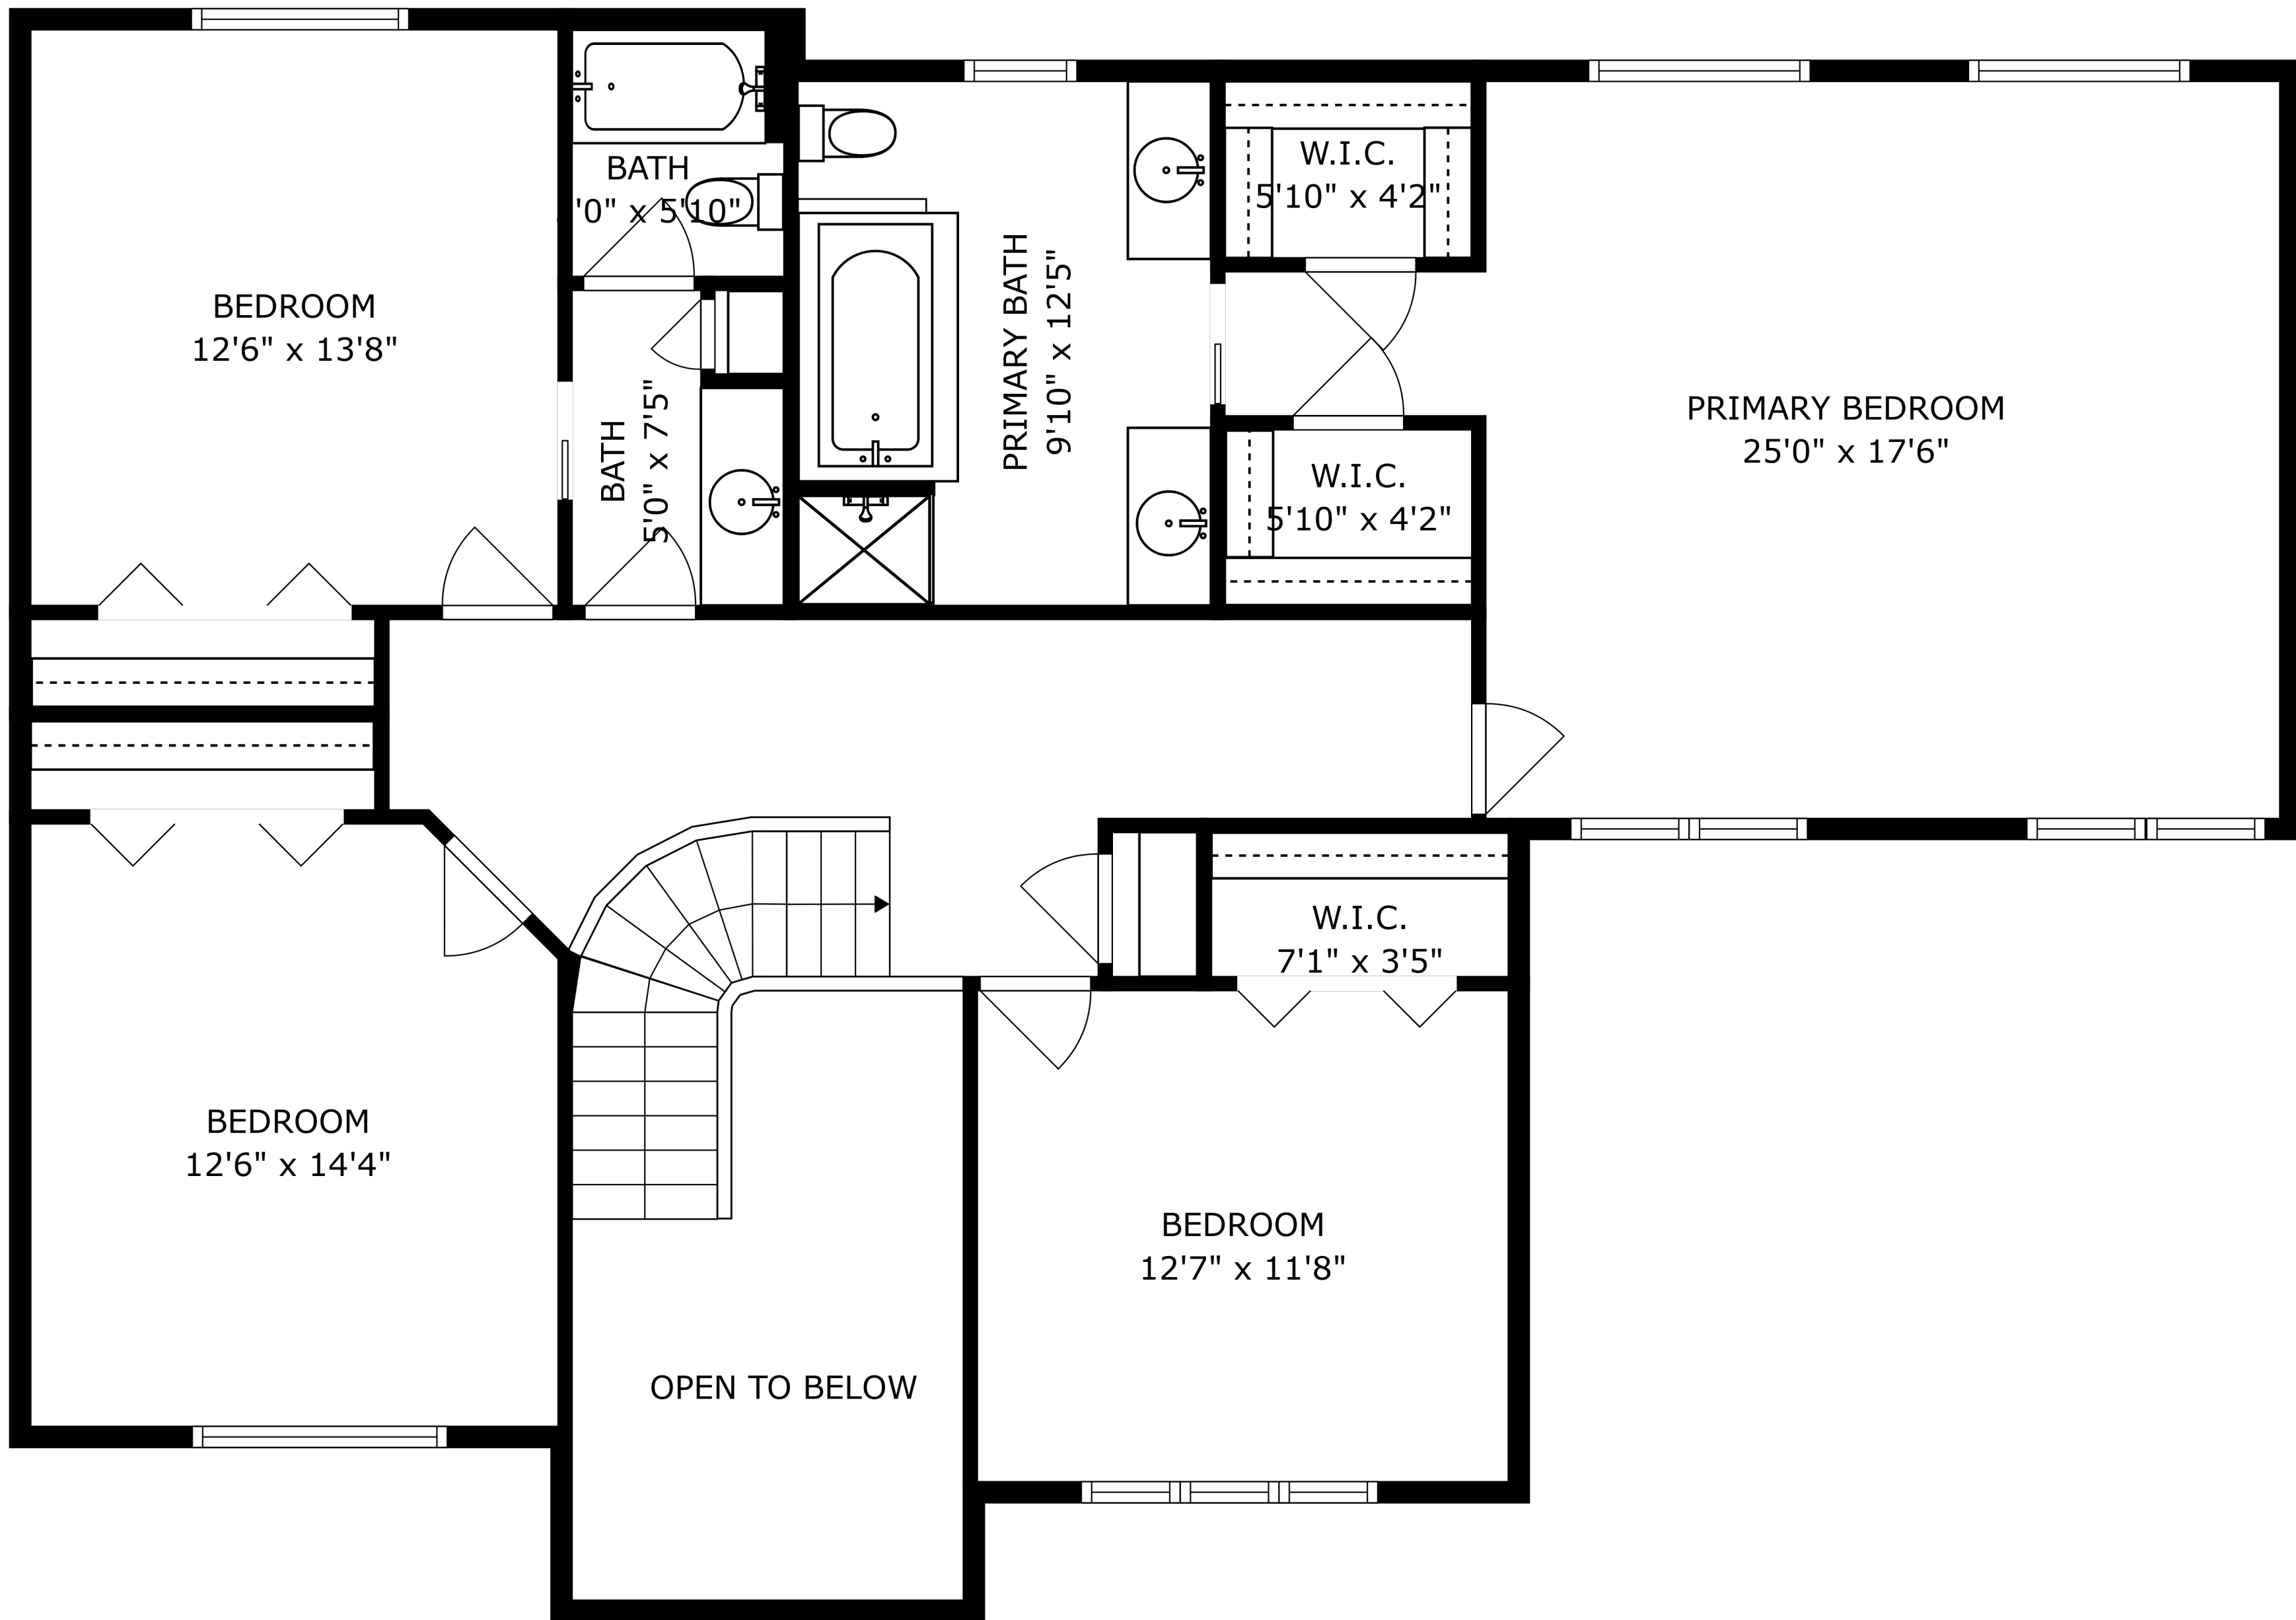 BATH
'0" x 5'10"
W.I.C.
5'10" x 4'2"
BEDROOM
12'6" x 13'8"
PRIMARY BATH
9'10" x 12'5"
BATH
5'0" x 7'5"
PRIMARY BEDROOM
25'0" x 17'6"
W.I.C.
5'10" x 4'2"
W.I.C.
7'1" x 3'5"
BEDROOM
12'6" x 14'4"
BEDROOM
12'7" x 11'8"
OPEN TO BELOW